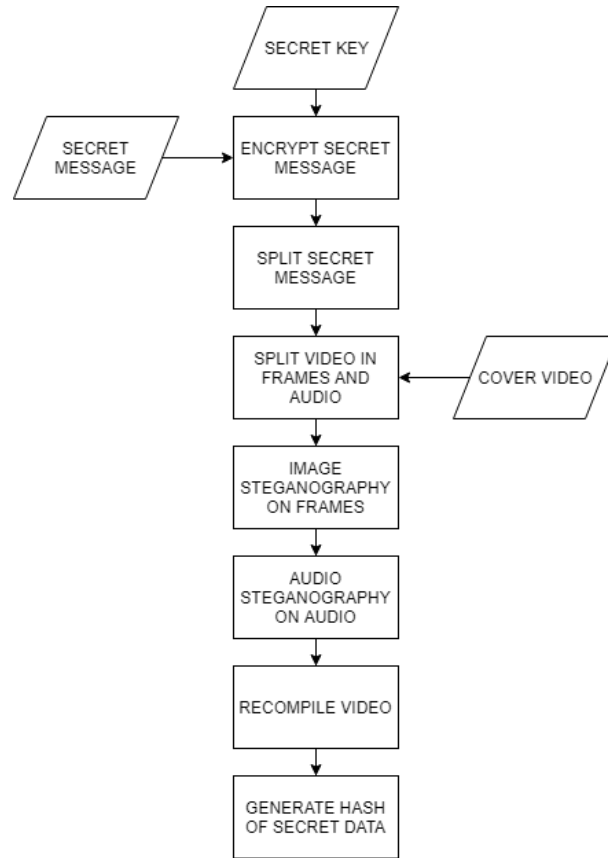 SECRET KEY
SECRET
MESSAGE
ENCRYPT SECRET
MESSAGE
SPLIT SECRET
MESSAGE
SPLIT VIDEO IN
FRAMES AND
AUDIO
COVER VIDEO
IMAGE
STEGANOGRAPHY
ON FRAMES
AUDIO
STEGANOGRAPHY
ON AUDIO
RECOMPILE VIDEO
GENERATE HASH
OF SECRET DATA